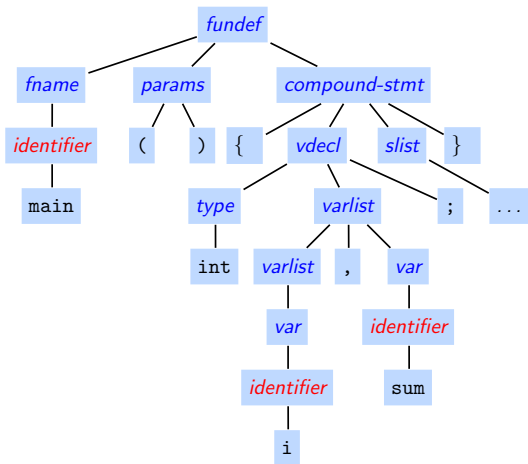 fundef
fname params compound-stmt
identifier ( ) { vdecl slist }
main type varlist ; ...
int varlist , var
var identifier
identifier sum
i